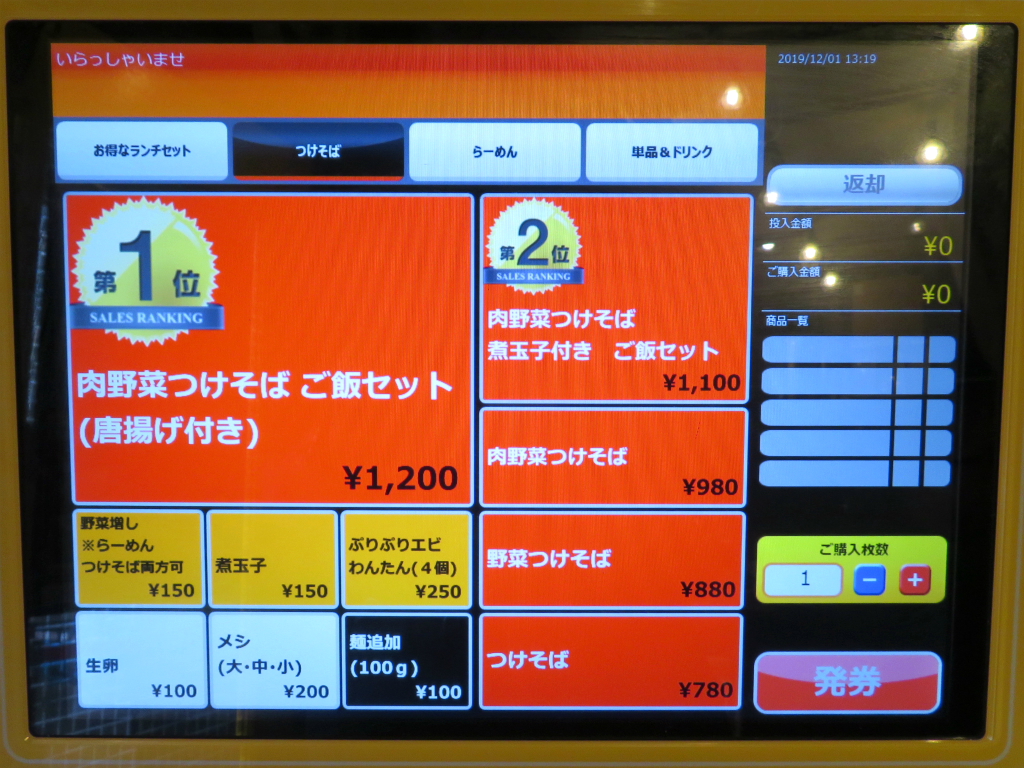 いらっしゃいませ
2019/12/01 13:19
お得なランチセット
つけそば
らーめん
単品＆ドリンク
返却
投入金額
¥0
ご購入金額
¥0
商品一覧
第1位
SALES RANKING
肉野菜つけそば ご飯セット
(唐揚げ付き)
¥1,200
第2位
SALES RANKING
肉野菜つけそば
煮玉子付き　ご飯セット
¥1,100
肉野菜つけそば
¥980
野菜増し
※らーめん
つけそば両方可
¥150
煮玉子
¥150
ぷりぷりエビ
わんたん(４個)
¥250
野菜つけそば
¥880
生卵
¥100
メシ
(大・中・小)
¥200
麺追加
(100ｇ)
¥100
つけそば
¥780
ご購入枚数
1
−
+
発券